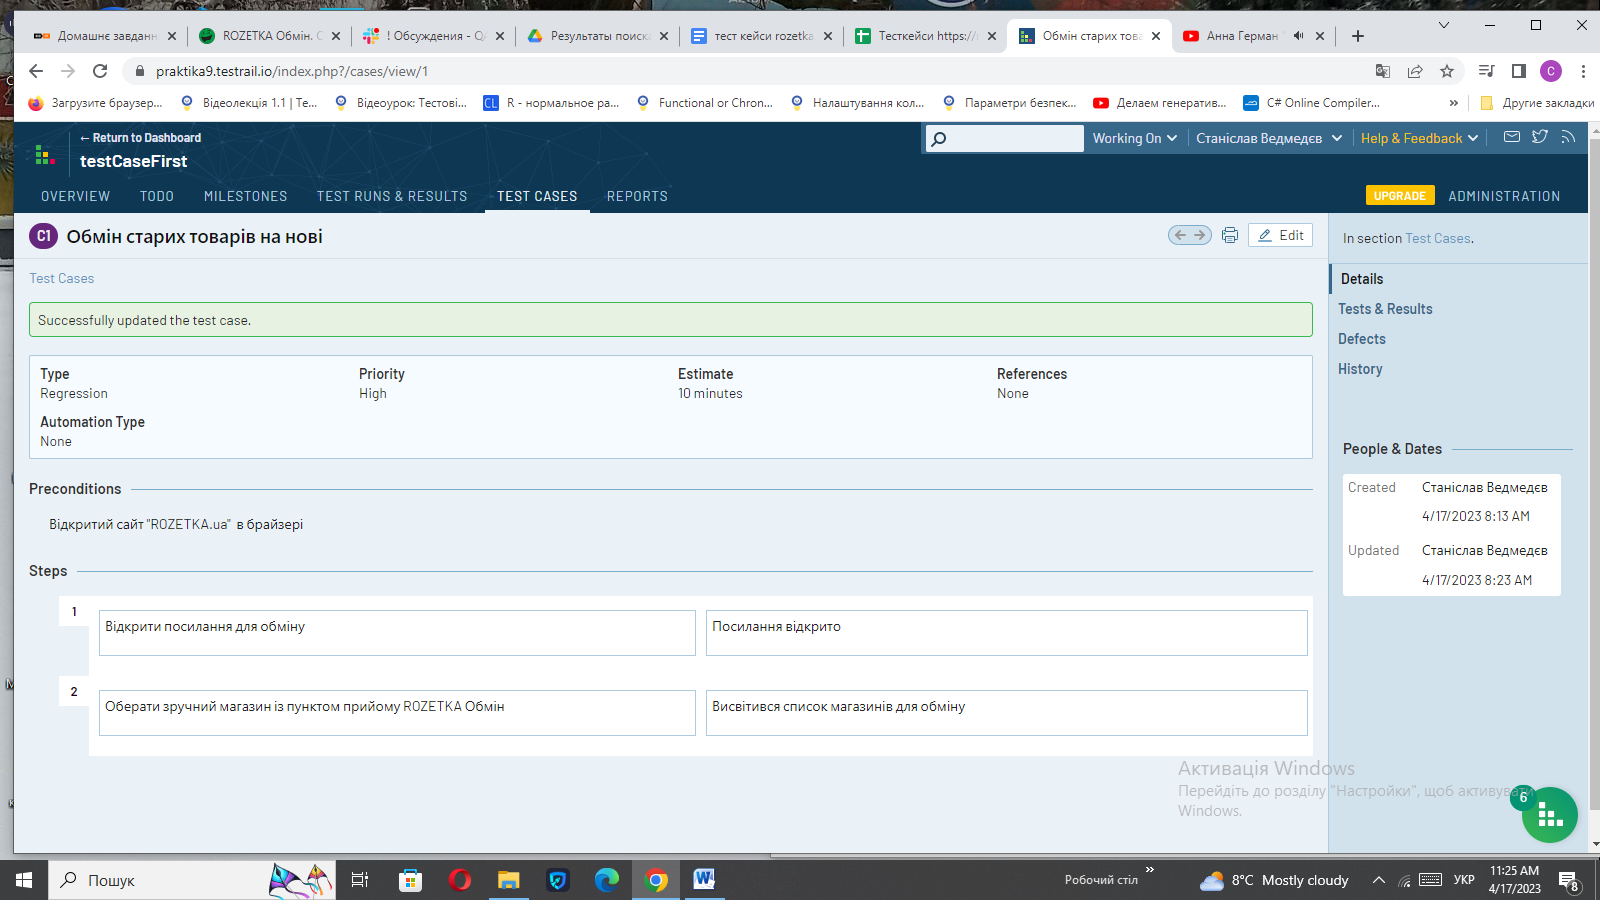 Домашнє завданн
ROZETKA Обмін. С
! Обсуждения - QA
Результаты поиска
тест кейси rozetka
Тесткейси https://r
Обмін старих това
Анна Герман
praktika9.testrail.io/index.php?/cases/view/1
C
Загрузите браузер...
Відеолекція 1.1 | Те...
Відеоурок: Тестові...
CL
R - нормальное ра...
Functional or Chron...
Налаштування кол...
Параметри безпек...
Делаем генератив...
C# Online Compiler...
»
Другие закладки
← Return to Dashboard
testCaseFirst
Working On
Станіслав Ведмедєв
Help & Feedback
OVERVIEW
TODO
MILESTONES
TEST RUNS & RESULTS
TEST CASES
REPORTS
UPGRADE
ADMINISTRATION
C1
Обмін старих товарів на нові
Edit
In section Test Cases.
Test Cases
Details
Tests & Results
Defects
History
Successfully updated the test case.
Type
Priority
Estimate
References
Regression
High
10 minutes
None
Automation Type
None
People & Dates
Created
Станіслав Ведмедєв
4/17/2023 8:13 AM
Updated
Станіслав Ведмедєв
4/17/2023 8:23 AM
Preconditions
Відкритий сайт "ROZETKA.ua" в брайзері
Steps
1
Відкрити посилання для обміну
Посилання відкрито
2
Оберати зручний магазин із пунктом прийому ROZETKA Обмін
Висвітився список магазинів для обміну
Активація Windows
Перейдіть до розділу "Настройки", щоб активувати
Windows.
6
Пошук
Робочий стіл
»
8°C Mostly cloudy
УКР
11:25 AM
4/17/2023
8